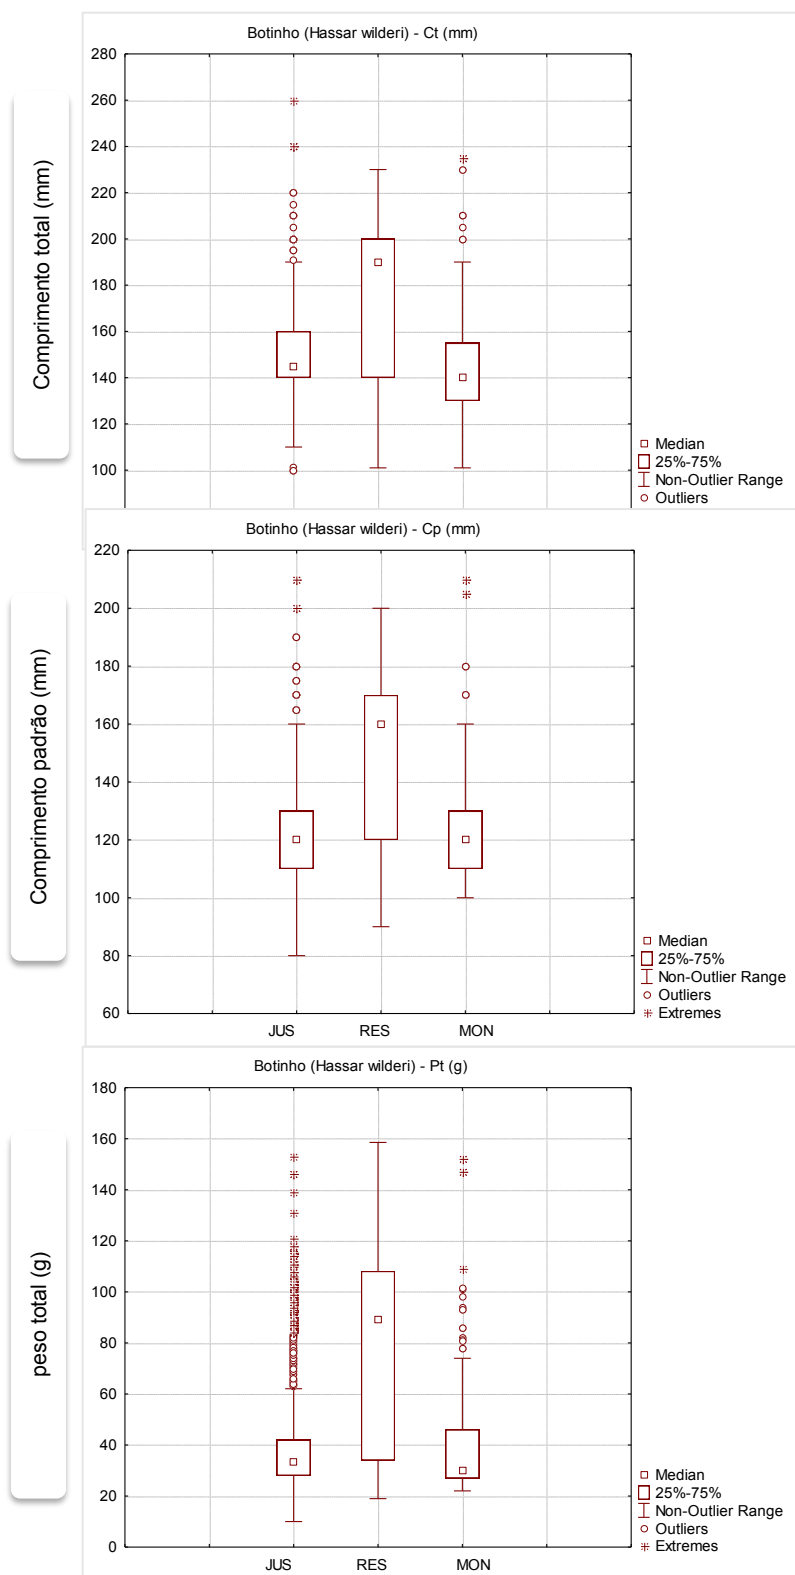 Botinho (Hassar wilderi) - Ct (mm)
Comprimento total (mm)
280
260
240
220
200
180
160
140
120
100
Median
25%-75%
Non-Outlier Range
Outliers
Botinho (Hassar wilderi) - Cp (mm)
Comprimento padrão (mm)
220
200
180
160
140
120
100
80
60
JUS RES MON
Median
25%-75%
Non-Outlier Range
Outliers
Extremes
Botinho (Hassar wilderi) - Pt (g)
peso total (g)
180
160
140
120
100
80
60
40
20
0
JUS RES MON
Median
25%-75%
Non-Outlier Range
Outliers
Extremes